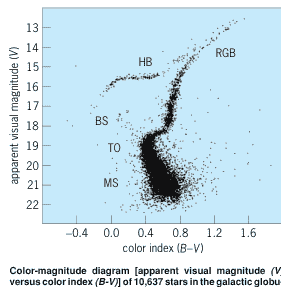 13
14
15
16
17
18
19
20
21
22
apparent visual magnitude (V)
HB
RGB
BS
TO
MS
−0.4
0
0.4
0.8
1.2
1.6
color index (B–V)
Color-magnitude diagram [apparent visual magnitude (V)
versus color index (B-V)] of 10,637 stars in the galactic